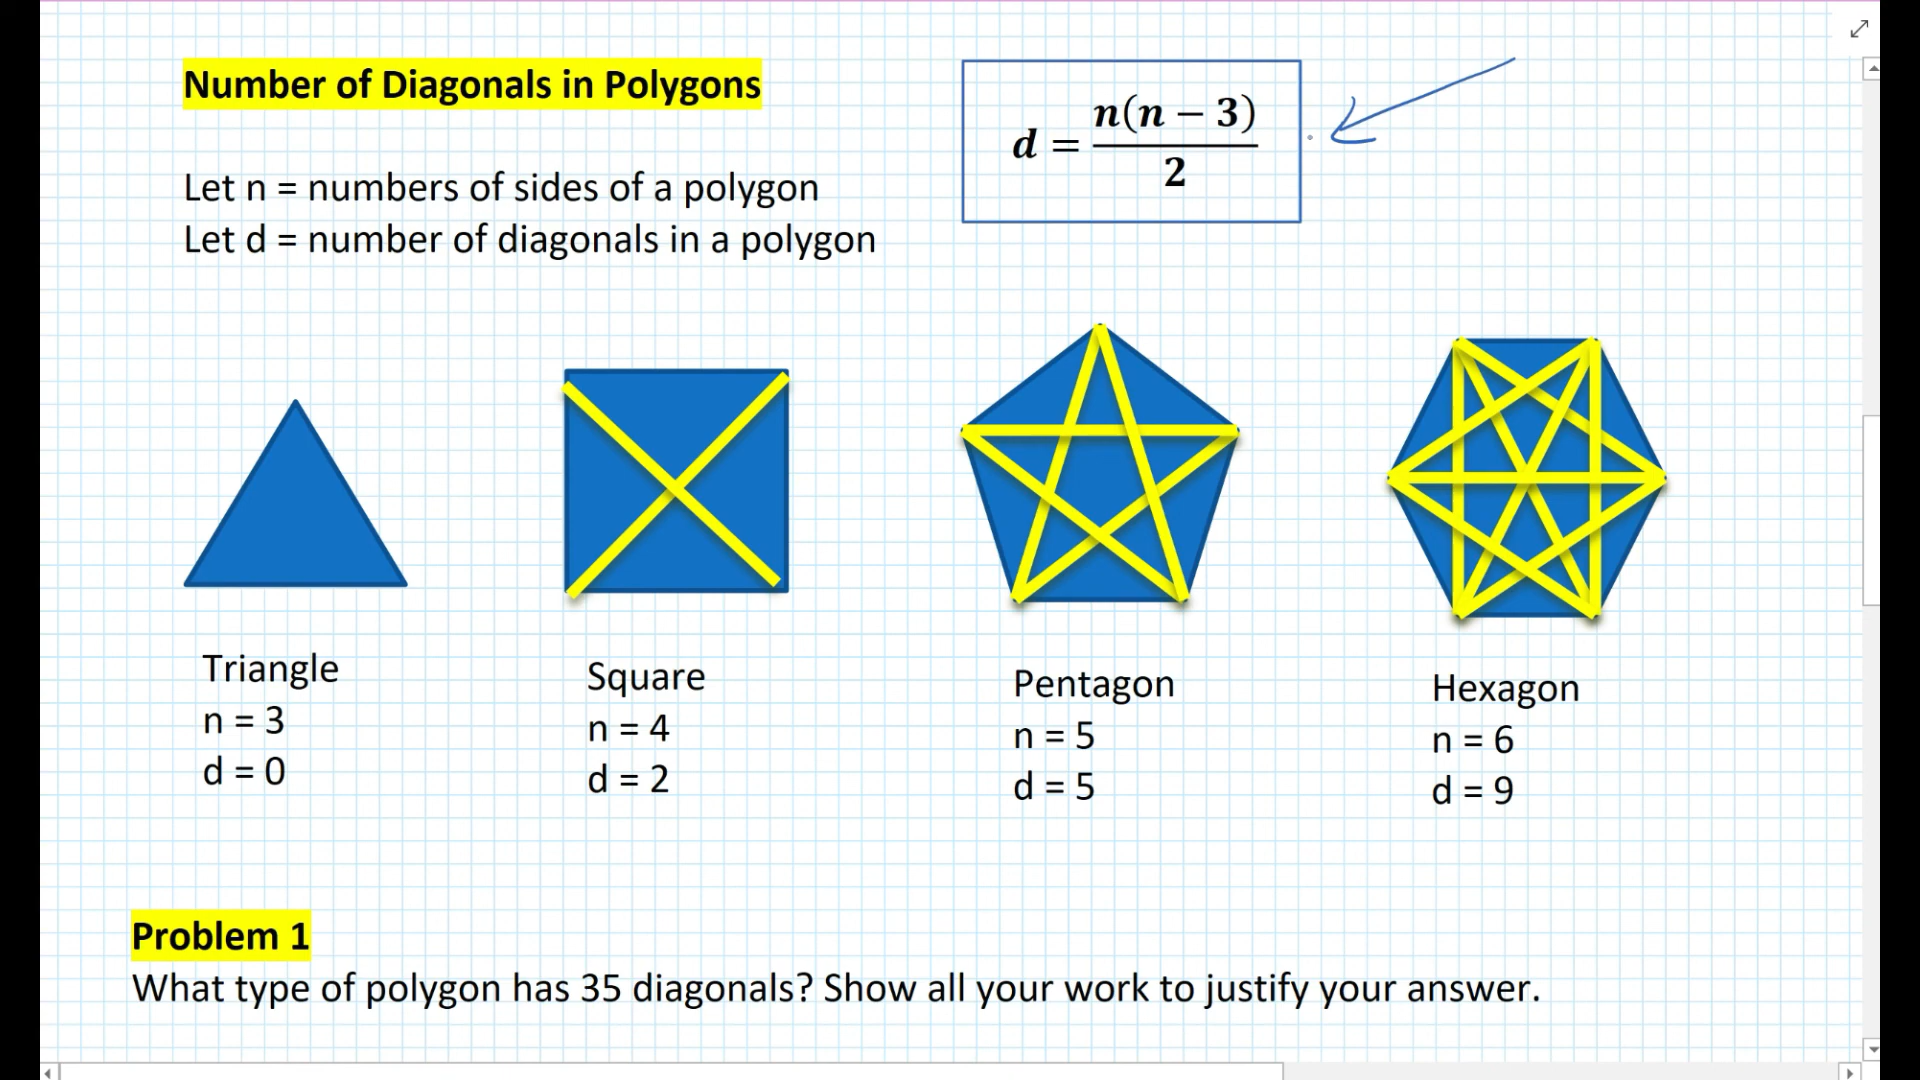 Number of Diagonals in Polygons
d = n(n − 3) / 2
Let n = numbers of sides of a polygon
Let d = number of diagonals in a polygon
Triangle
n = 3
d = 0
Square
n = 4
d = 2
Pentagon
n = 5
d = 5
Hexagon
n = 6
d = 9
Problem 1
What type of polygon has 35 diagonals? Show all your work to justify your answer.